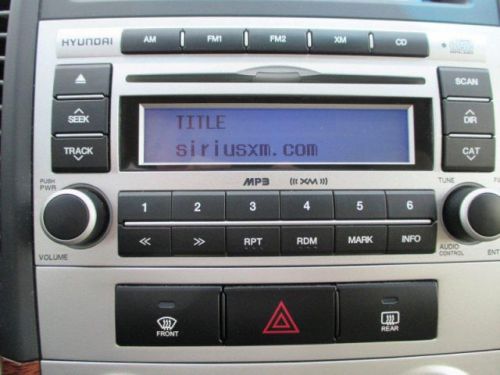 HYUNDAI AM FM1 FM2 XM CD
SCAN
SEEK
DIR
TITLE
TRACK
CAT
siriusxm.com
PUSH
PWR
MP3 ((XM))
TUNE
1 2 3 4 5 6
<< >> RPT RDM MARK INFO
VOLUME
AUDIO
CONTROL
ENT
FRONT
REAR